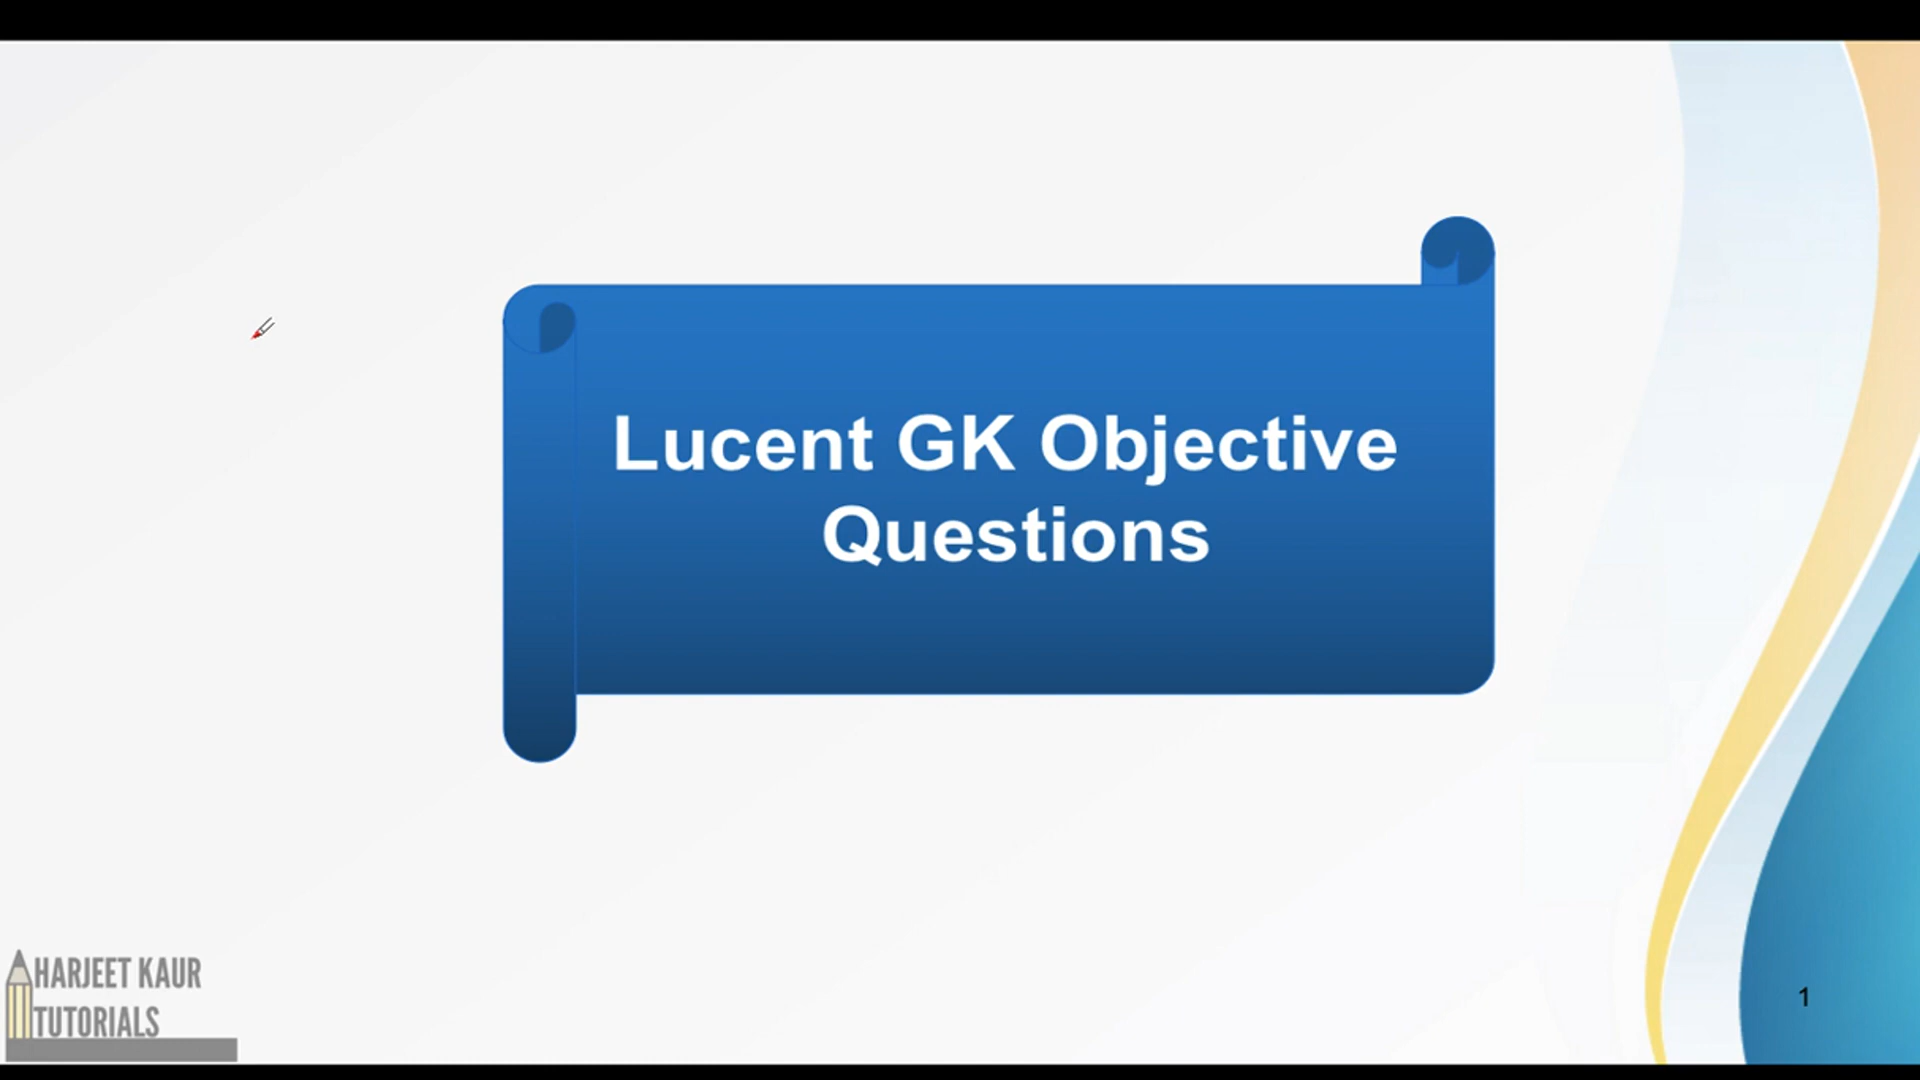 Lucent GK Objective
Questions
HARJEET KAUR
TUTORIALS
1